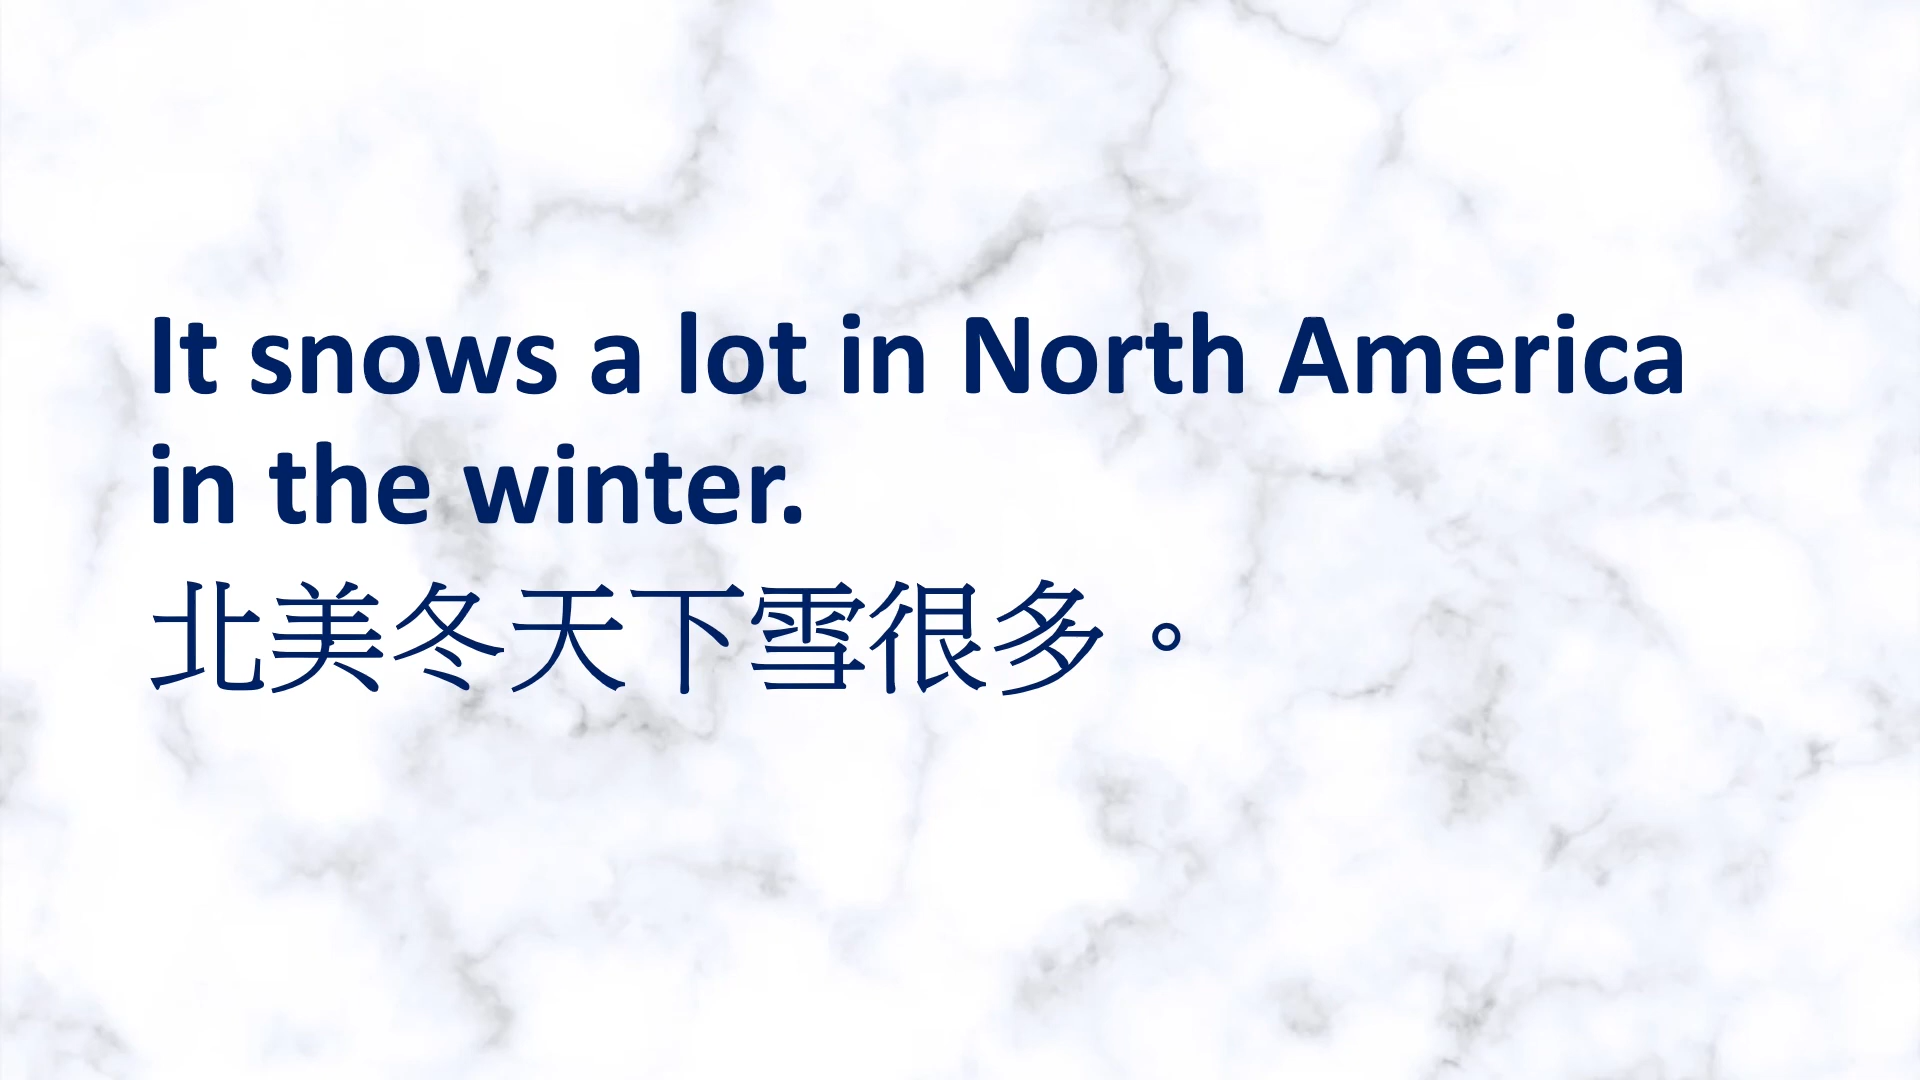 It snows a lot in North America
in the winter.
北美冬天下雪很多。